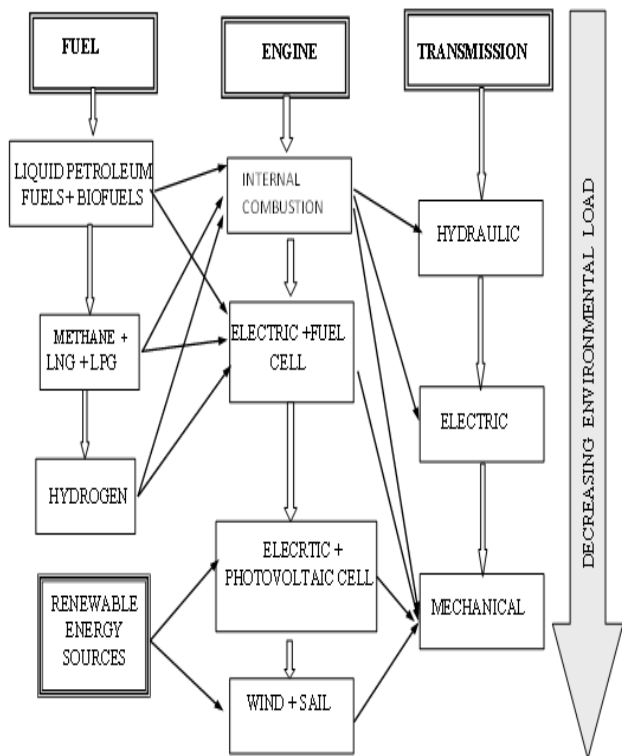 FUEL
ENGINE
TRANSMISSION
LIQUID PETROLEUM
FUELS + BIOFUELS
INTERNAL
COMBUSTION
HYDRAULIC
METHANE +
LNG + LPG
ELECTRIC +FUEL
CELL
ELECTRIC
HYDROGEN
ELECRTIC +
PHOTOVOLTAIC CELL
RENEWABLE
ENERGY
SOURCES
MECHANICAL
WIND + SAIL
DECREASING ENVIRONMENTAL LOAD